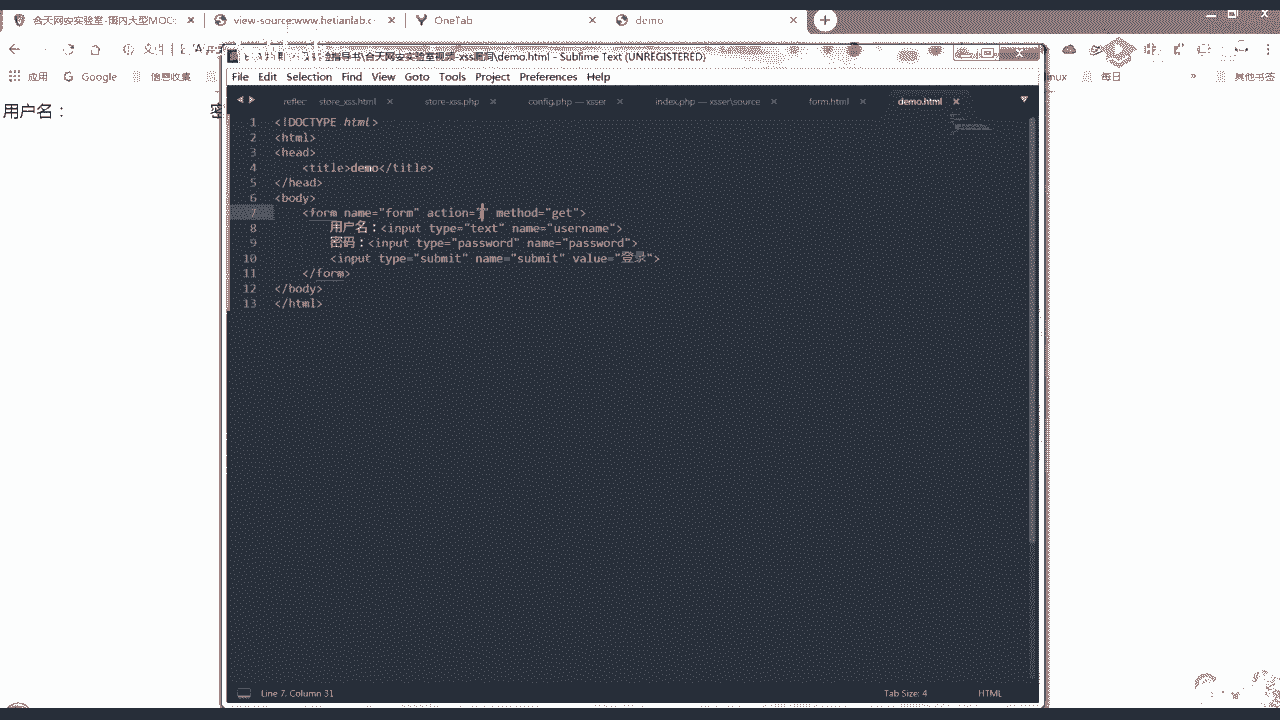 合天网安实验室-国内大型MOC
view-source:www.hetianlab.c
OneTab
demo
应用
Google
信息收集
linux
每日
»
其他书签
用户名：
\合天网安实验室视频-xss漏洞\demo.html - Sublime Text (UNREGISTERED)
File Edit Selection Find View Goto Tools Project Preferences Help
reflec store_xss.html store-xss.php config.php — xsser index.php — xsser\source form.html demo.html
1 <!DOCTYPE html>
2 <html>
3 <head>
4 <title>demo</title>
5 </head>
6 <body>
7 <form name="form" action="" method="get">
8 用户名：<input type="text" name="username">
9 密码：<input type="password" name="password">
10 <input type="submit" name="submit" value="登录">
11 </form>
12 </body>
13 </html>
Line 7, Column 31
Tab Size: 4
HTML